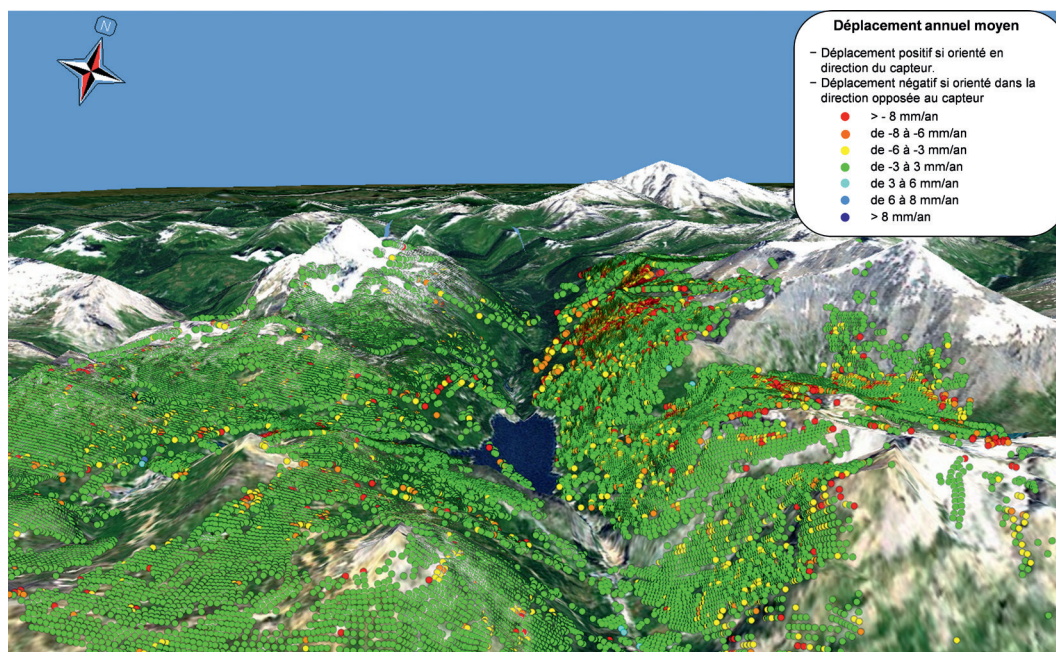 N
Déplacement annuel moyen
– Déplacement positif si orienté en
direction du capteur.
– Déplacement négatif si orienté dans la
direction opposée au capteur
> - 8 mm/an
de -8 à -6 mm/an
de -6 à -3 mm/an
de -3 à 3 mm/an
de 3 à 6 mm/an
de 6 à 8 mm/an
> 8 mm/an